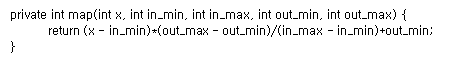 private int map(int x, int in_min, int in_max, int out_min, int out_max) {
return (x - in_min)*(out_max - out_min)/(in_max - in_min)+out_min;
}